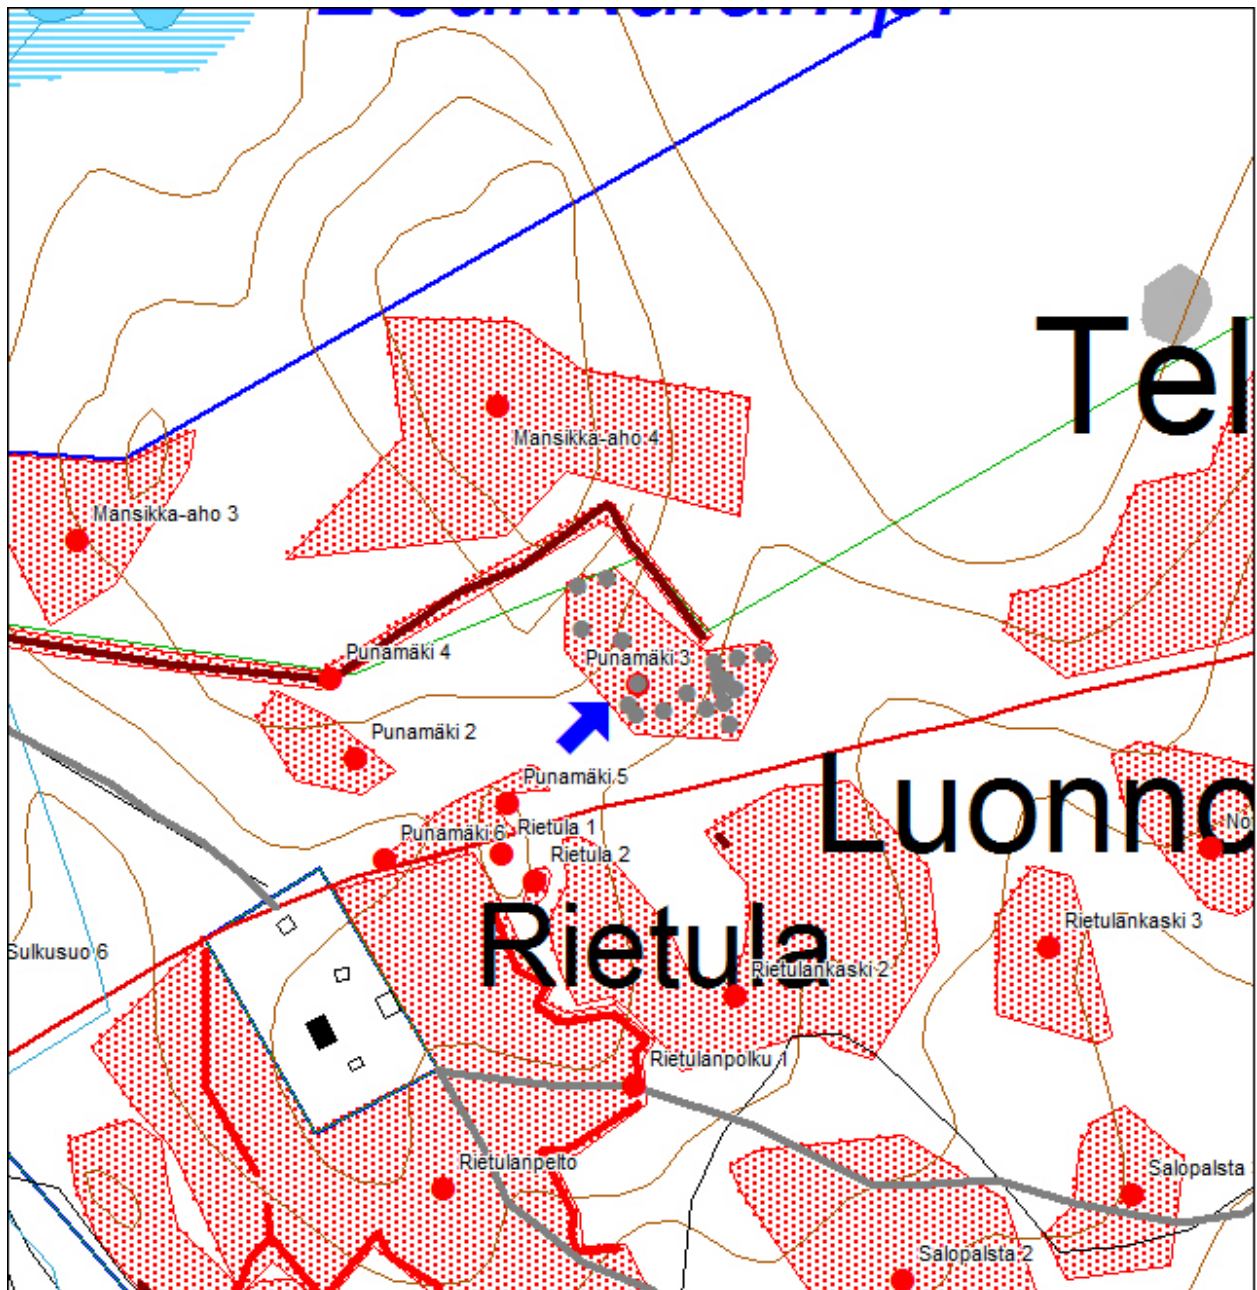 Tel
Mansikka-aho 4
Mansikka-aho 3
Punamäki 4
Punamäki 3
Punamäki 2
Punamäki 5
Luonno
Punamäki 6
Rietula 1
Rietula 2
No
Rietula
Rietulankaski 3
Sulkusuo 6
Rietulankaski 2
Rietulanpolku 1
Rietulanpelto
Salopalsta
Salopalsta 2